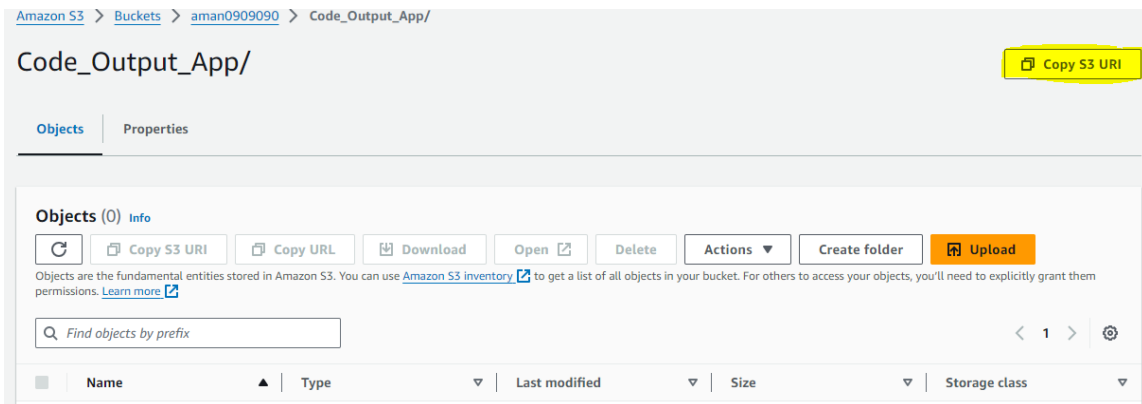 Amazon S3 > Buckets > aman0909090 > Code_Output_App/
Code_Output_App/
Copy S3 URI
Objects Properties
Objects (0) Info
Copy S3 URI Copy URL Download Open Delete Actions ▼ Create folder Upload
Objects are the fundamental entities stored in Amazon S3. You can use Amazon S3 inventory to get a list of all objects in your bucket. For others to access your objects, you'll need to explicitly grant them
permissions. Learn more
Find objects by prefix
< 1 >
Name Type Last modified Size Storage class